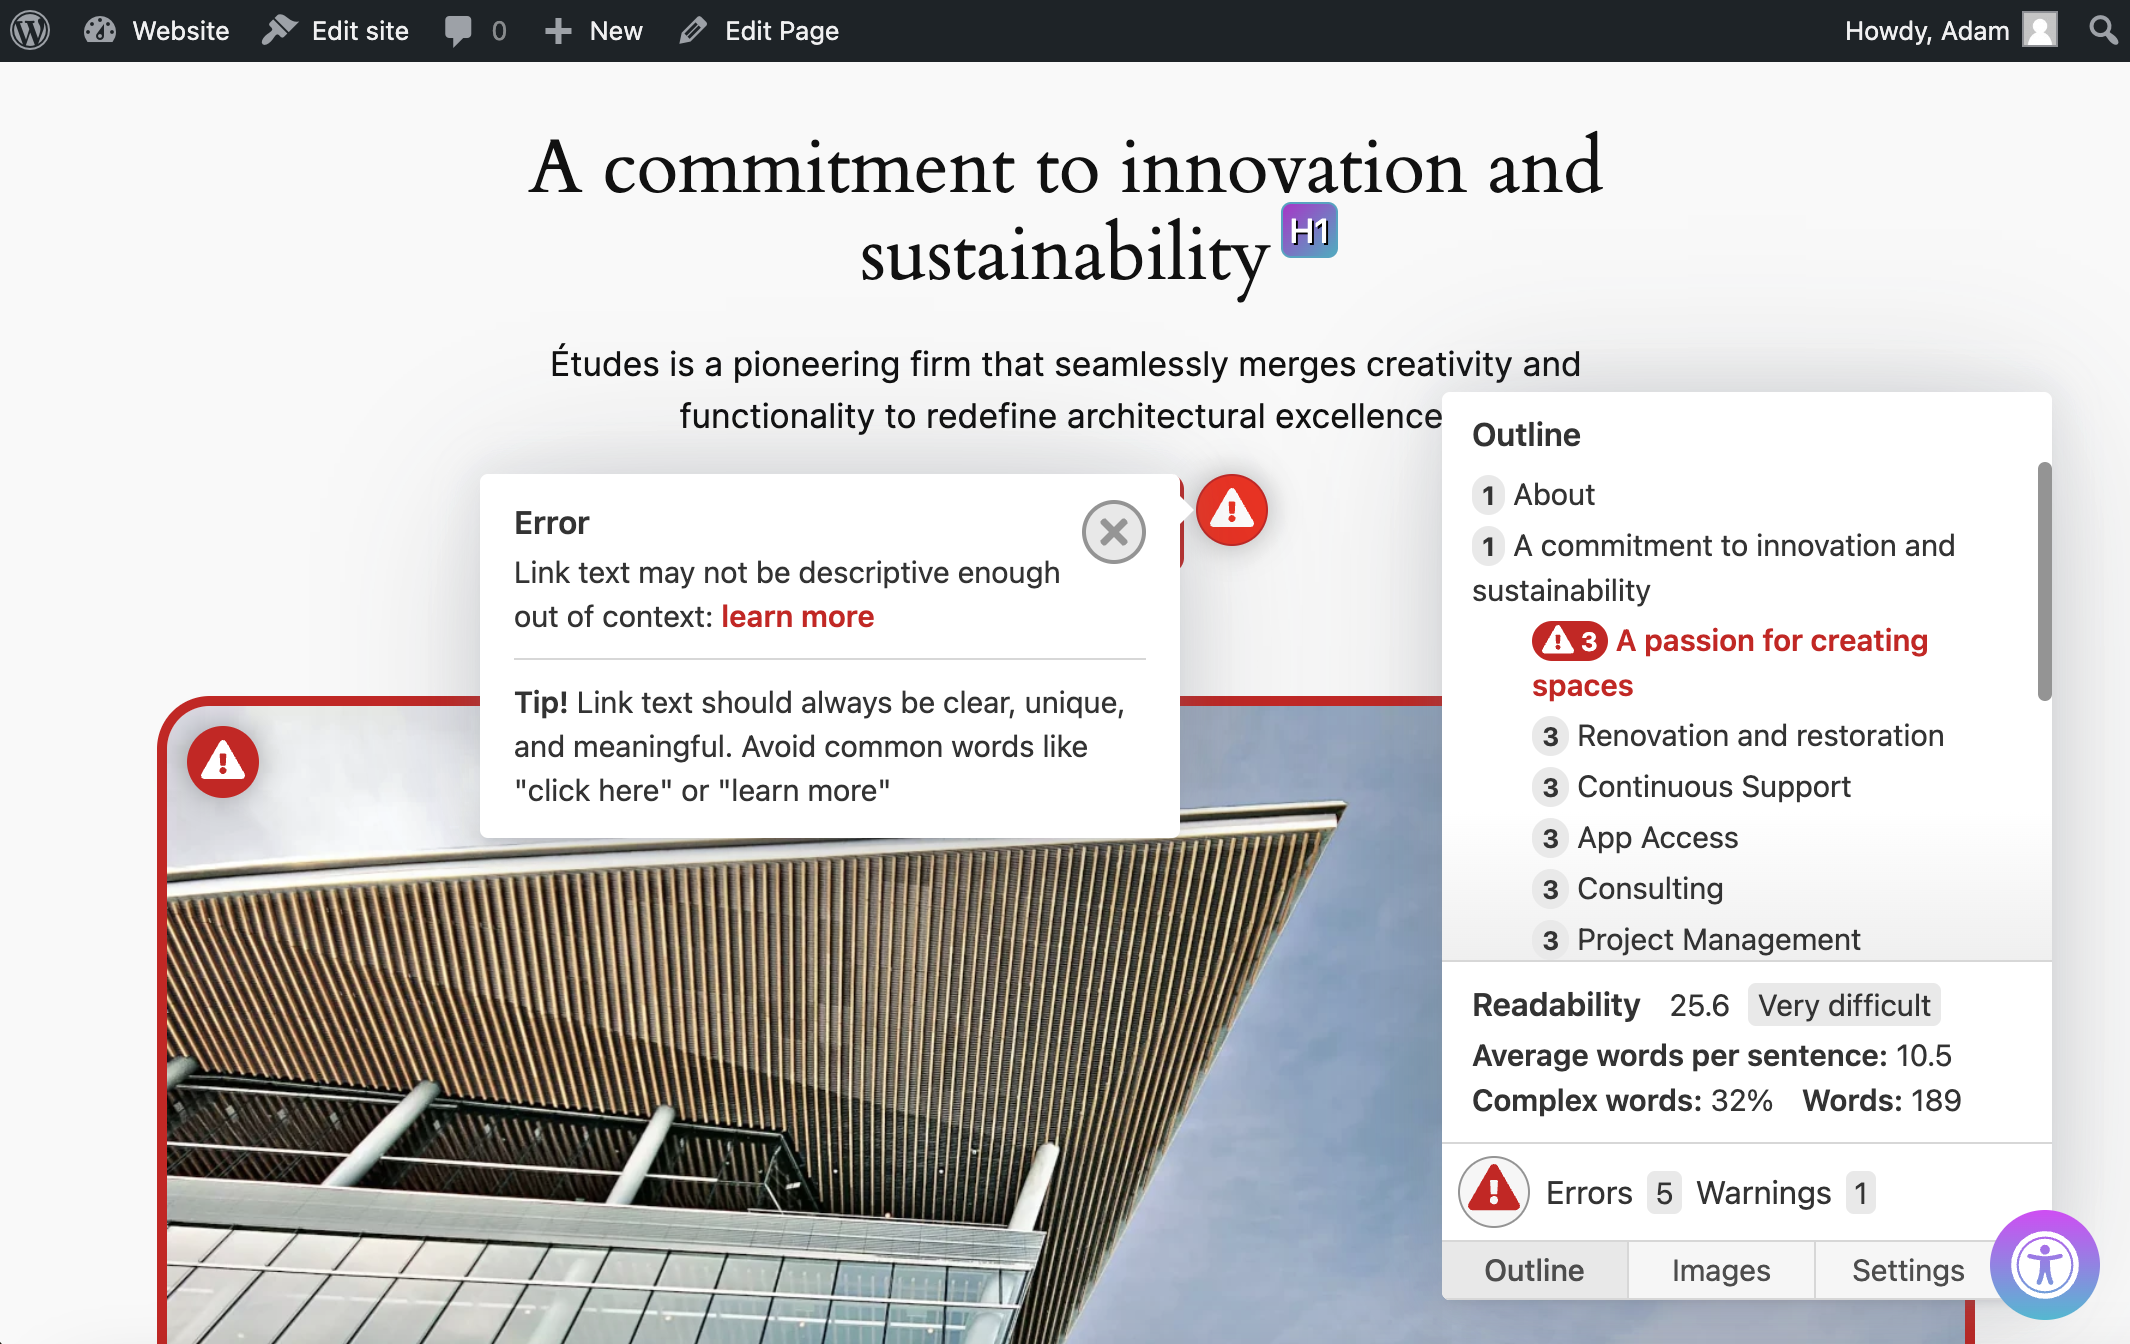 Website Edit site 0 New Edit Page Howdy, Adam
A commitment to innovation and
sustainability H1
Études is a pioneering firm that seamlessly merges creativity and
functionality to redefine architectural excellence
Error
Link text may not be descriptive enough
out of context: learn more
Tip! Link text should always be clear, unique,
and meaningful. Avoid common words like
"click here" or "learn more"
Outline
1 About
1 A commitment to innovation and
sustainability
3 A passion for creating
spaces
3 Renovation and restoration
3 Continuous Support
3 App Access
3 Consulting
3 Project Management
Readability 25.6 Very difficult
Average words per sentence: 10.5
Complex words: 32% Words: 189
Errors 5 Warnings 1
Outline Images Settings